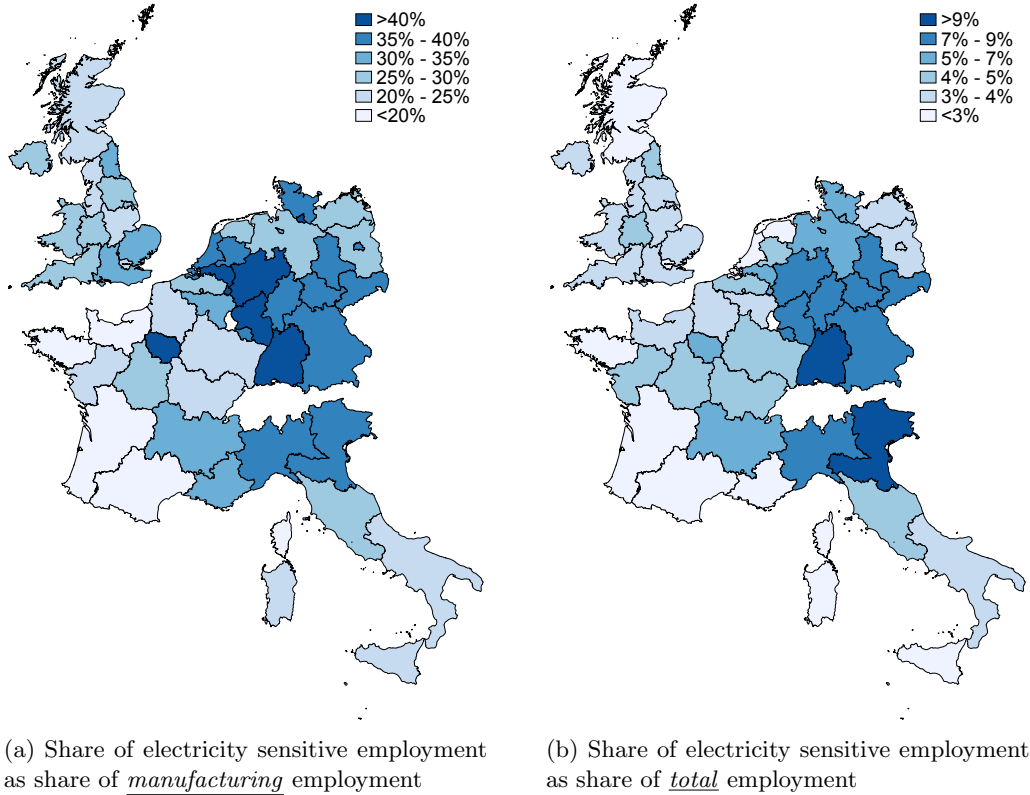 >40%
35% - 40%
30% - 35%
25% - 30%
20% - 25%
<20%
>9%
7% - 9%
5% - 7%
4% - 5%
3% - 4%
<3%
(a) Share of electricity sensitive employment
as share of manufacturing employment
(b) Share of electricity sensitive employment
as share of total employment